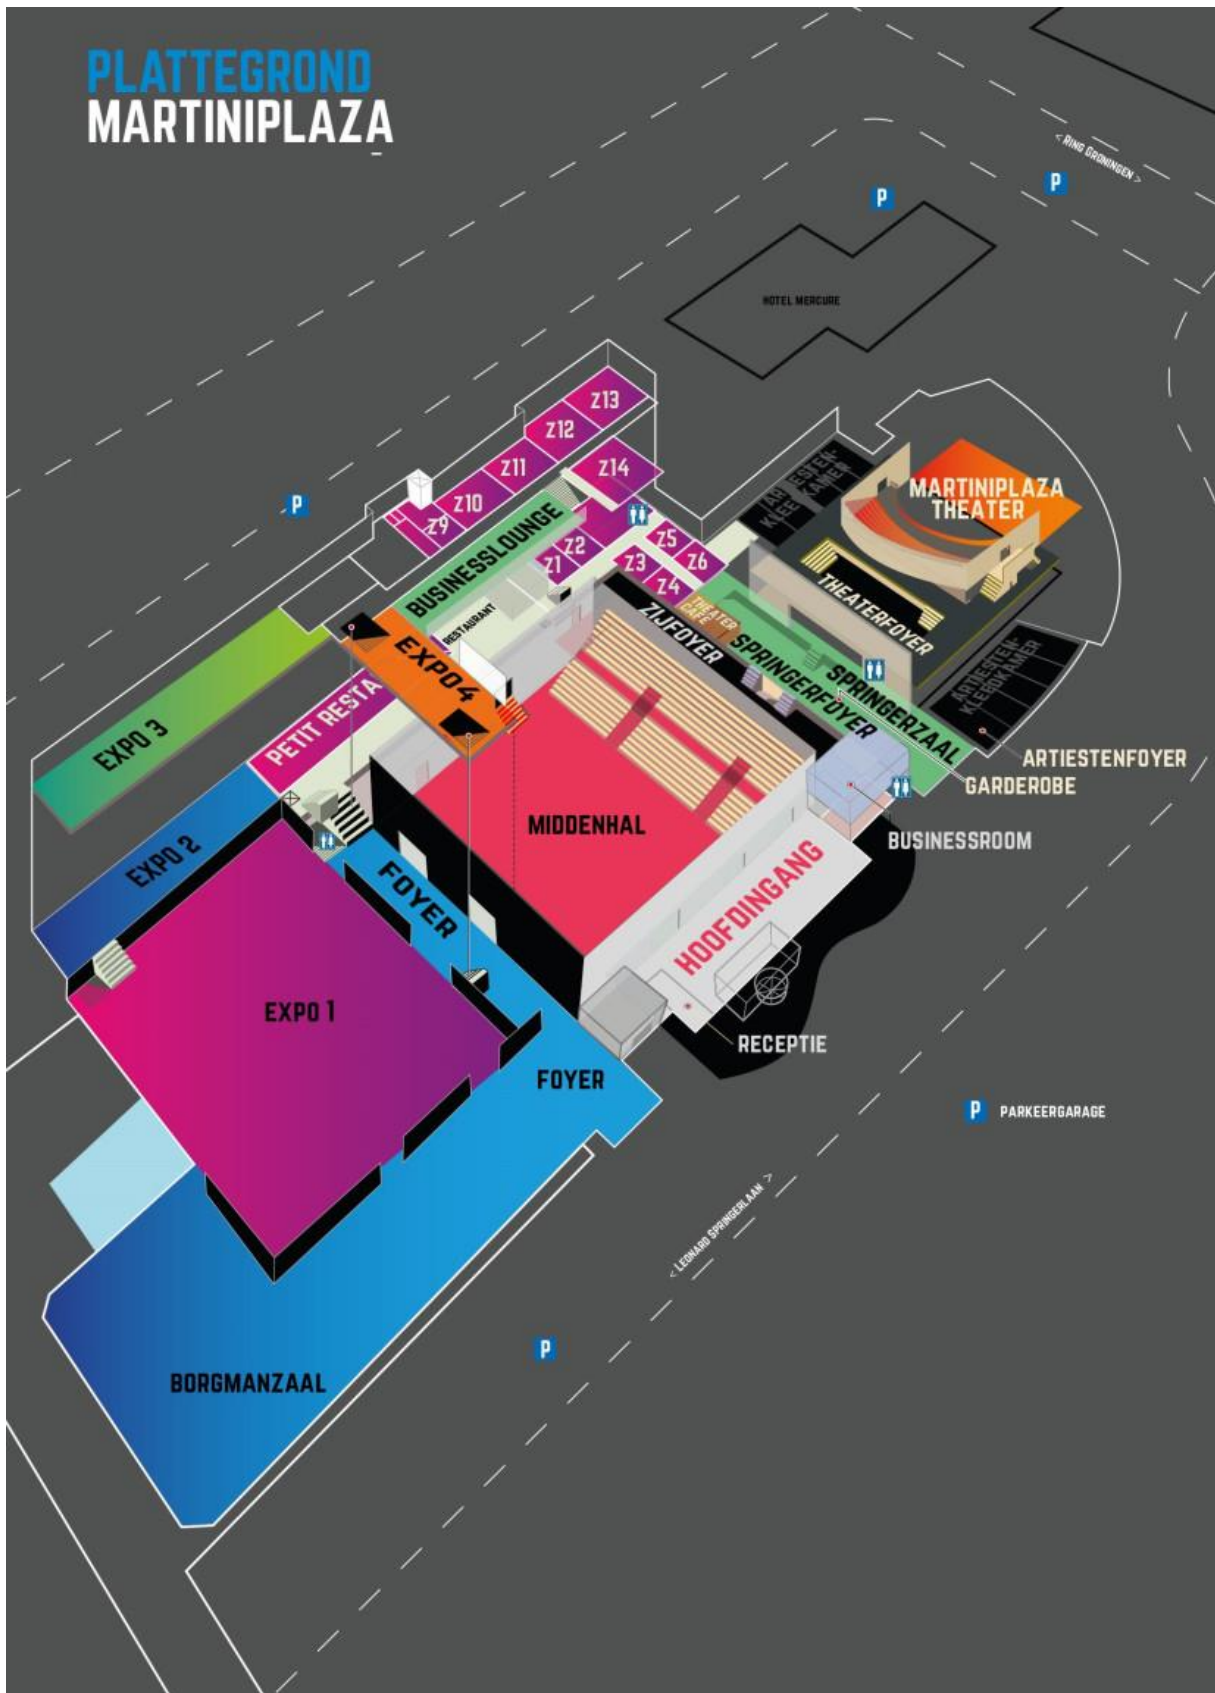 PLATTEGROND
MARTINIPLAZA
< RING GRONINGEN >
P
P
HOTEL MERCURE
Z13
Z12
Z11
Z14
Z10
Z9
P
BUSINESSLOUNGE
Z2
Z1
Z5
Z6
Z3
Z4
ARTIESTEN-
KLEEDKAMER
MARTINIPLAZA
THEATER
THEATERFOYER
THEATER
CAFE
ZIJFOYER
RESTAURANT
EXPO4
SPRINGERFOYER
SPRINGERZAAL
ARTIESTEN-
KLEEDKAMER
EXPO 3
PETIT RESTA
ARTIESTENFOYER
GARDEROBE
MIDDENHAL
BUSINESSROOM
EXPO 2
FOYER
HOOFDINGANG
EXPO 1
RECEPTIE
FOYER
P PARKEERGARAGE
< LEONARD SPRINGERLAAN >
P
BORGMANZAAL